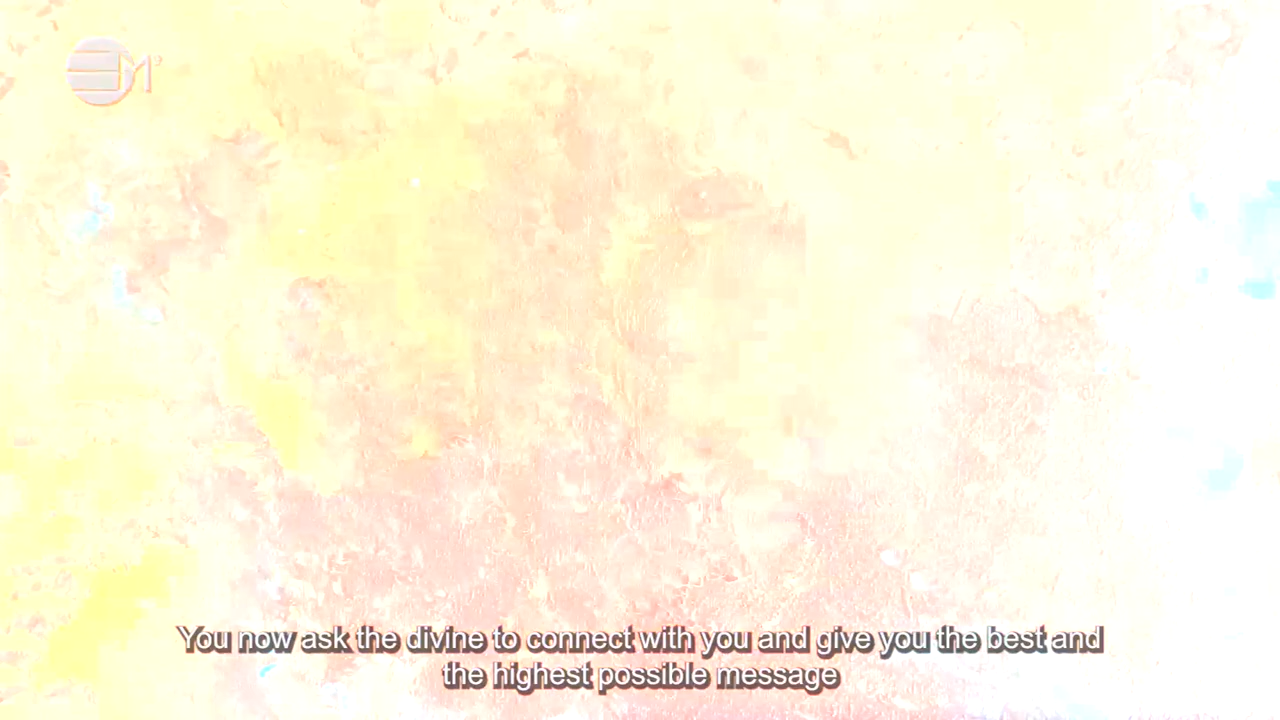 EM³
You now ask the divine to connect with you and give you the best and
the highest possible message